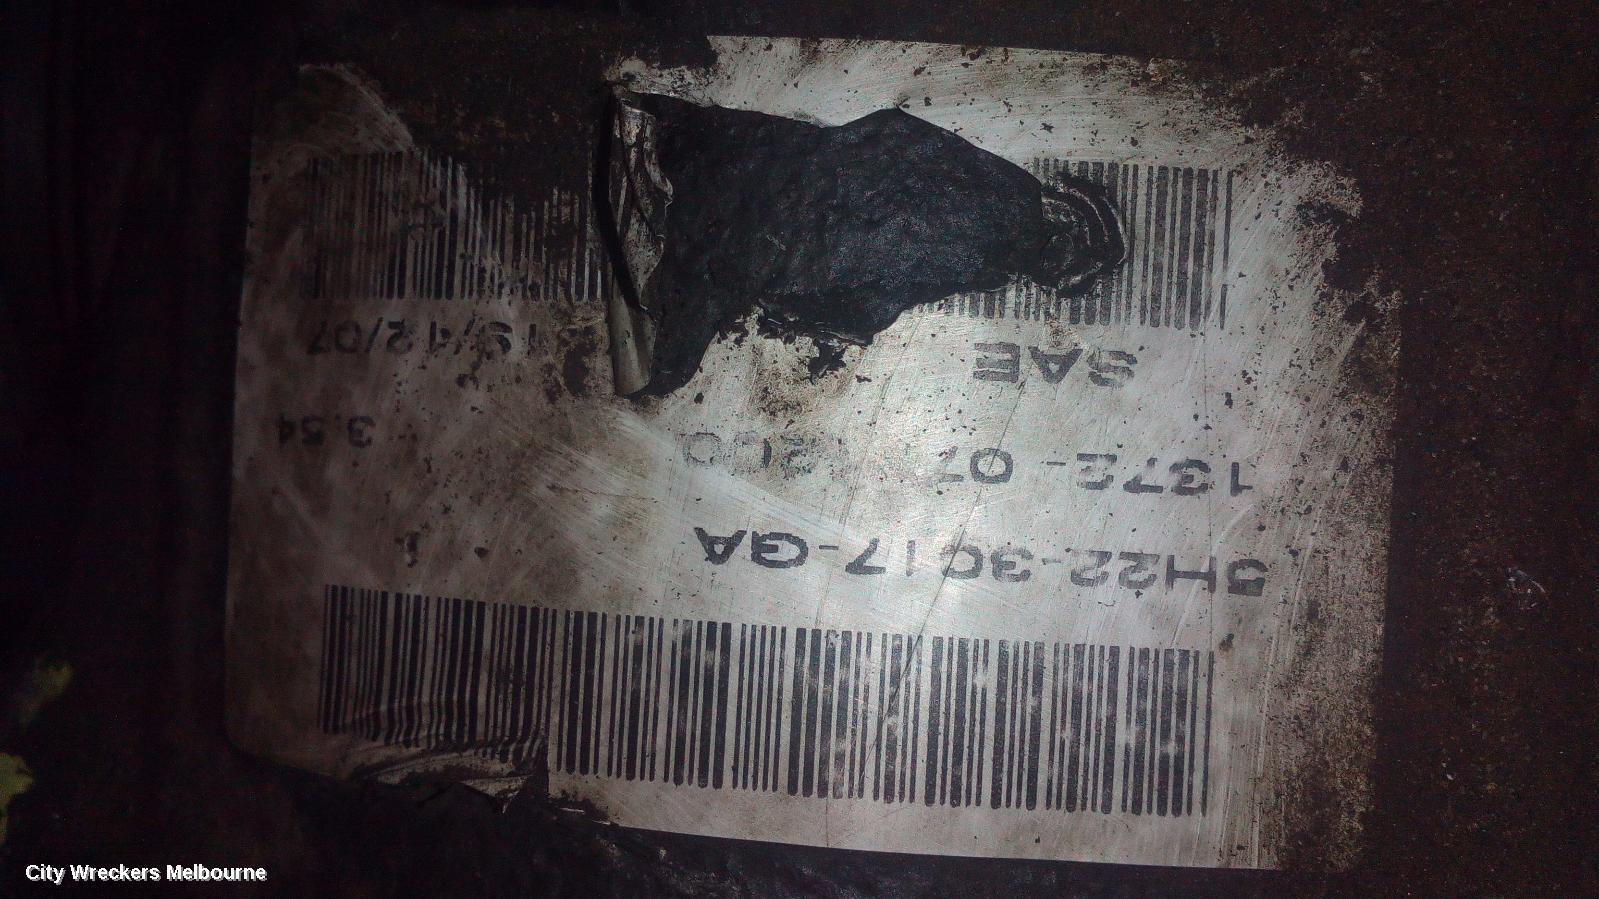 5H22-3C17-GA
1372-07 3.54
SAE
City Wreckers Melbourne